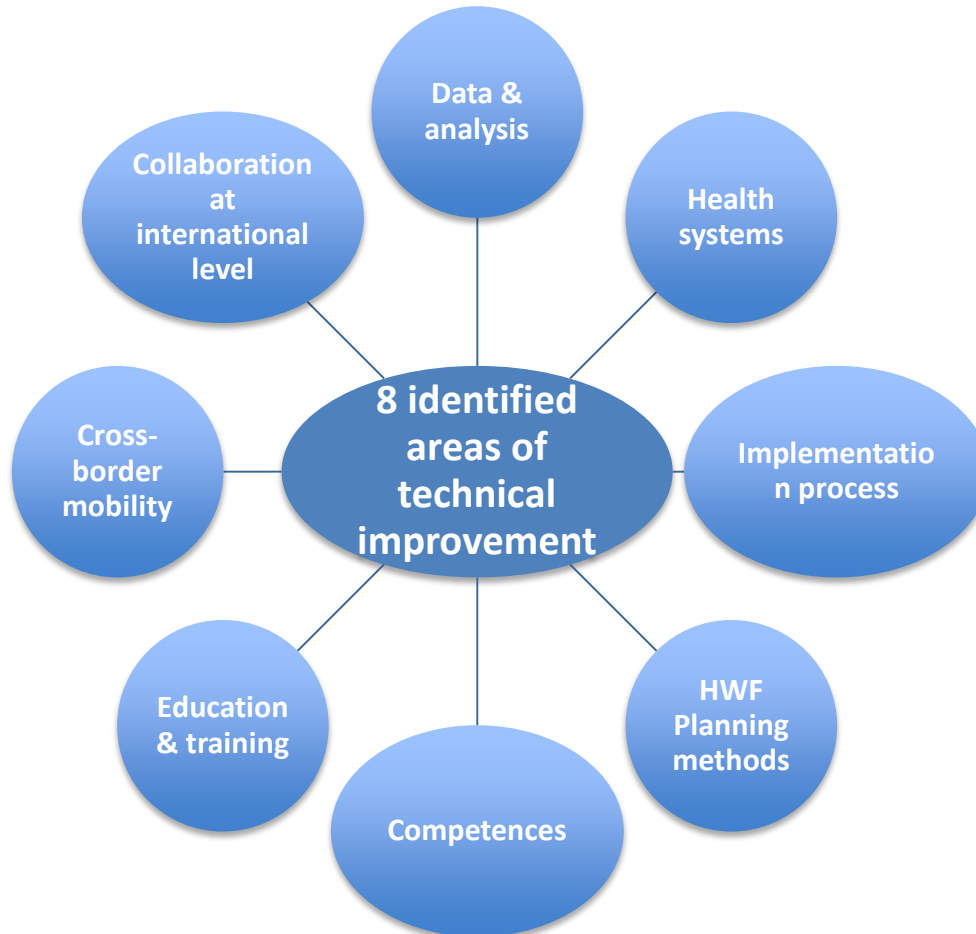 Data &
analysis
Health
systems
Implementatio
n process
HWF
Planning
methods
Competences
Education
& training
Cross-
border
mobility
Collaboration
at
international
level
8 identified
areas of
technical
improvement